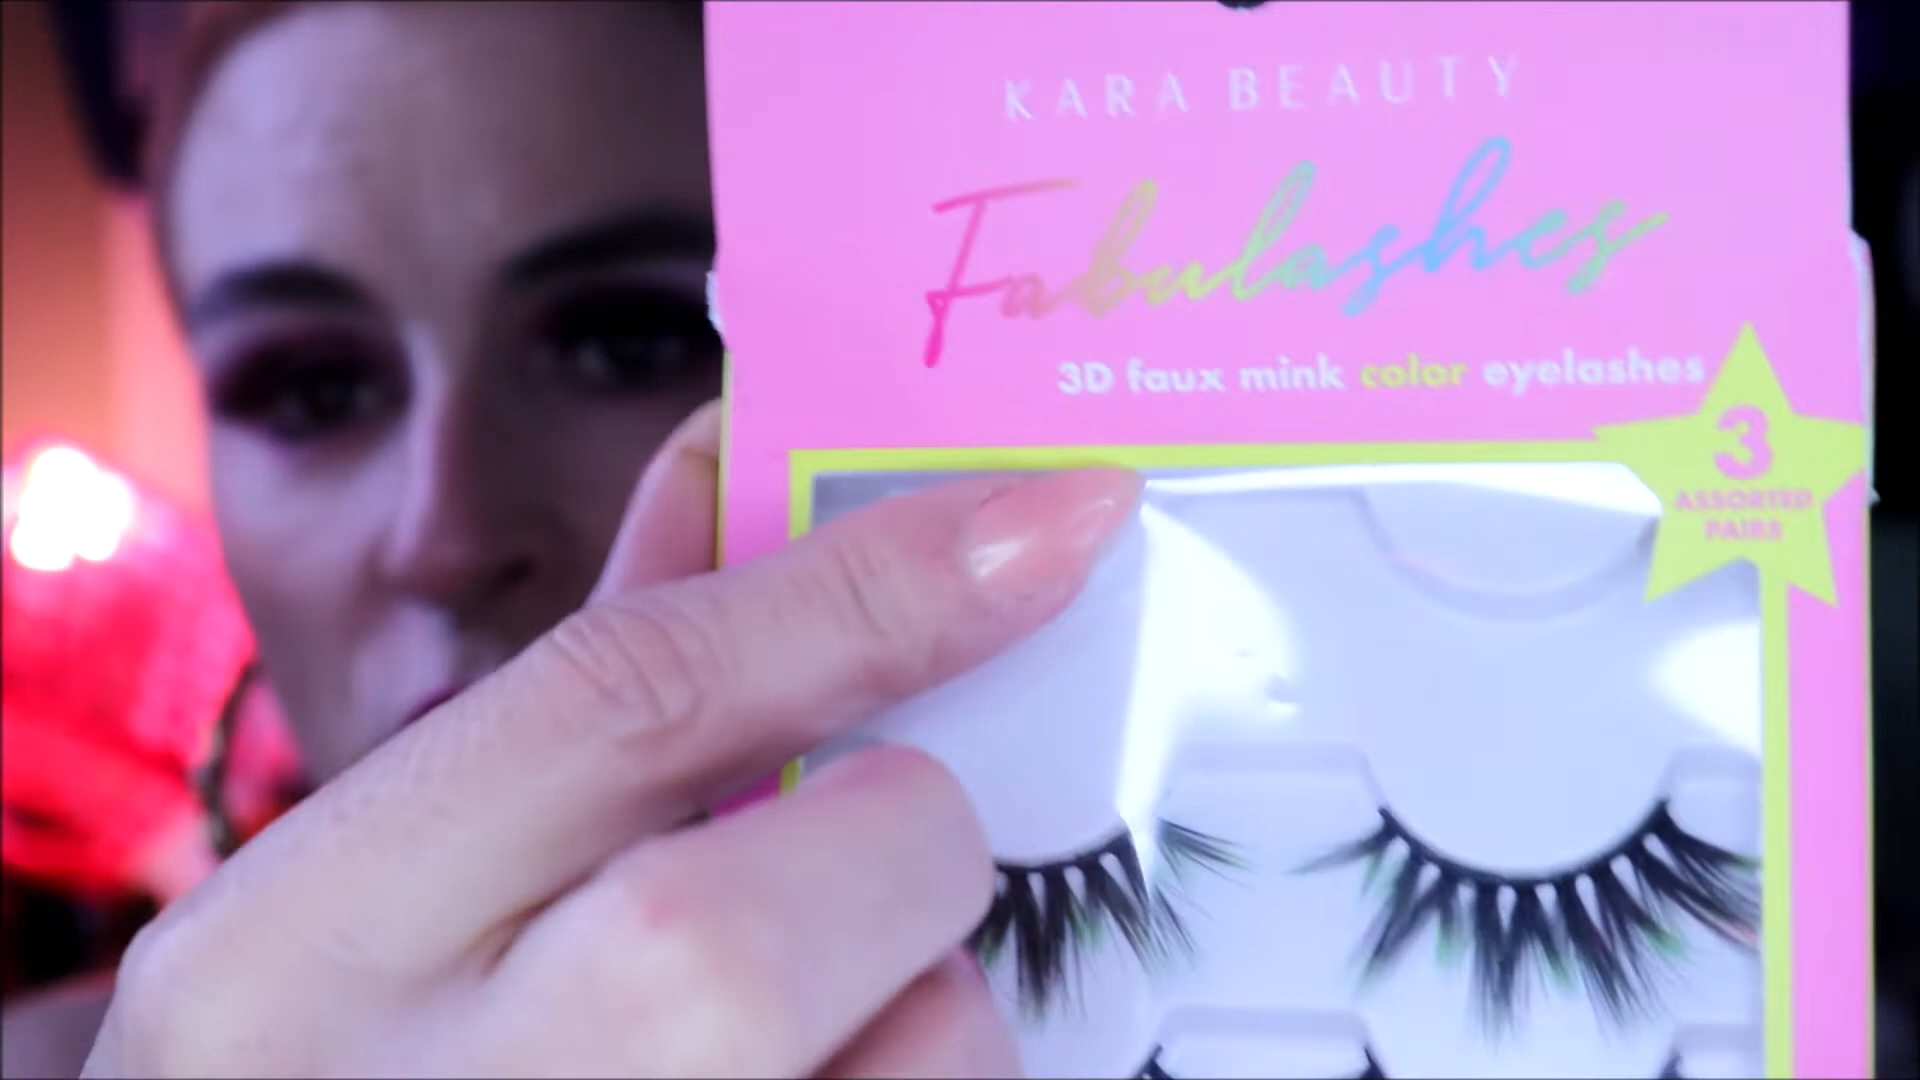 KARA BEAUTY
Fabulashes
3D faux mink color eyelashes
3
ASSORTED
PAIRS